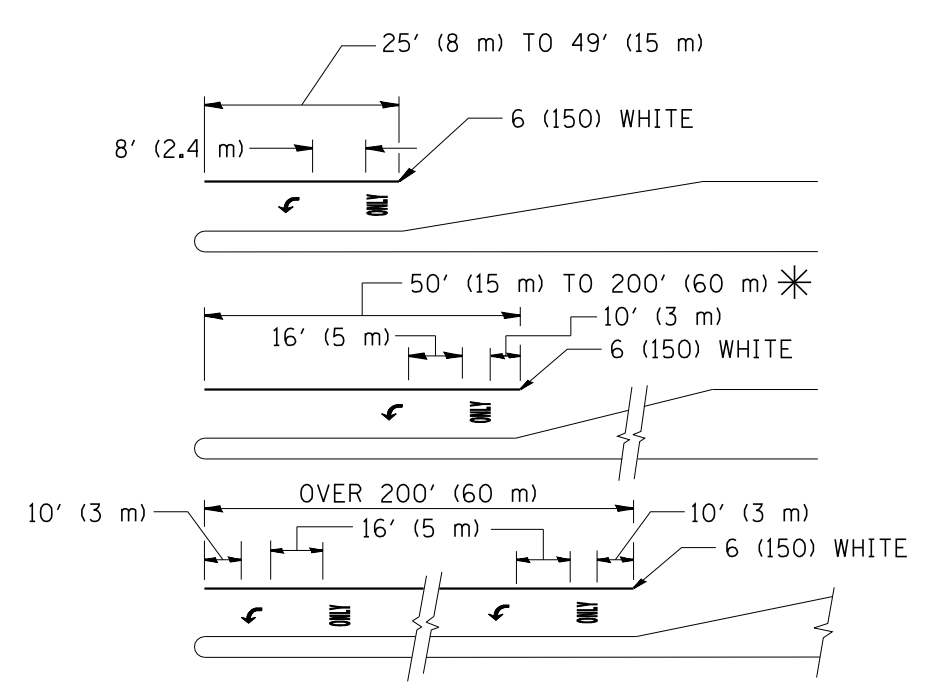 25' (8 m) TO 49' (15 m)
6 (150) WHITE
8' (2.4 m)
ONLY
50' (15 m) TO 200' (60 m)
10' (3 m)
16' (5 m)
6 (150) WHITE
ONLY
OVER 200' (60 m)
10' (3 m)
16' (5 m)
10' (3 m)
6 (150) WHITE
ONLY
ONLY